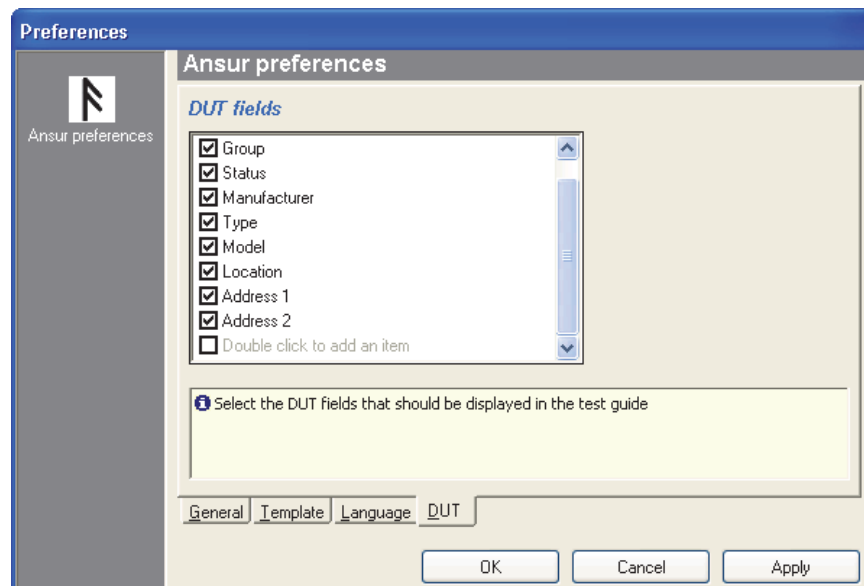 Preferences
Ansur preferences
Ansur preferences
DUT fields
Group
Status
Manufacturer
Type
Model
Location
Address 1
Address 2
Double click to add an item
Select the DUT fields that should be displayed in the test guide
General Template Language DUT
OK Cancel Apply